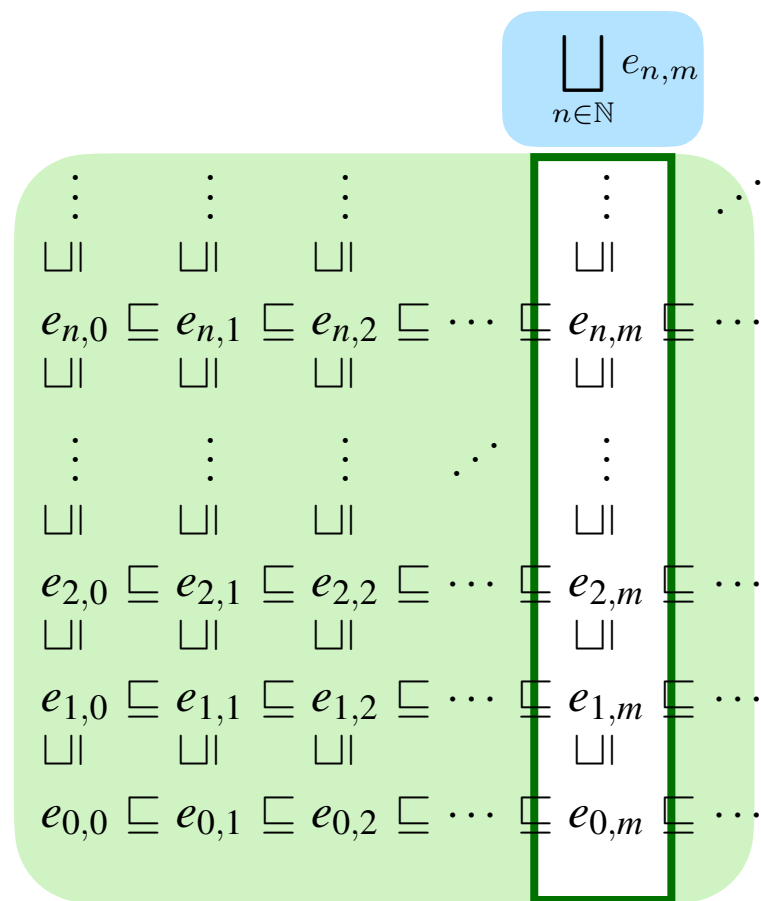 ⨆ e_{n,m}
n∈ℕ
⋮ ⋮ ⋮ ⋮ ⋰
⊔| ⊔| ⊔| ⊔|
e_{n,0} ⊑ e_{n,1} ⊑ e_{n,2} ⊑ ⋯ ⊑ e_{n,m} ⊑ ⋯
⊔| ⊔| ⊔| ⊔|
⋮ ⋮ ⋮ ⋰ ⋮
⊔| ⊔| ⊔| ⊔|
e_{2,0} ⊑ e_{2,1} ⊑ e_{2,2} ⊑ ⋯ ⊑ e_{2,m} ⊑ ⋯
⊔| ⊔| ⊔| ⊔|
e_{1,0} ⊑ e_{1,1} ⊑ e_{1,2} ⊑ ⋯ ⊑ e_{1,m} ⊑ ⋯
⊔| ⊔| ⊔| ⊔|
e_{0,0} ⊑ e_{0,1} ⊑ e_{0,2} ⊑ ⋯ ⊑ e_{0,m} ⊑ ⋯